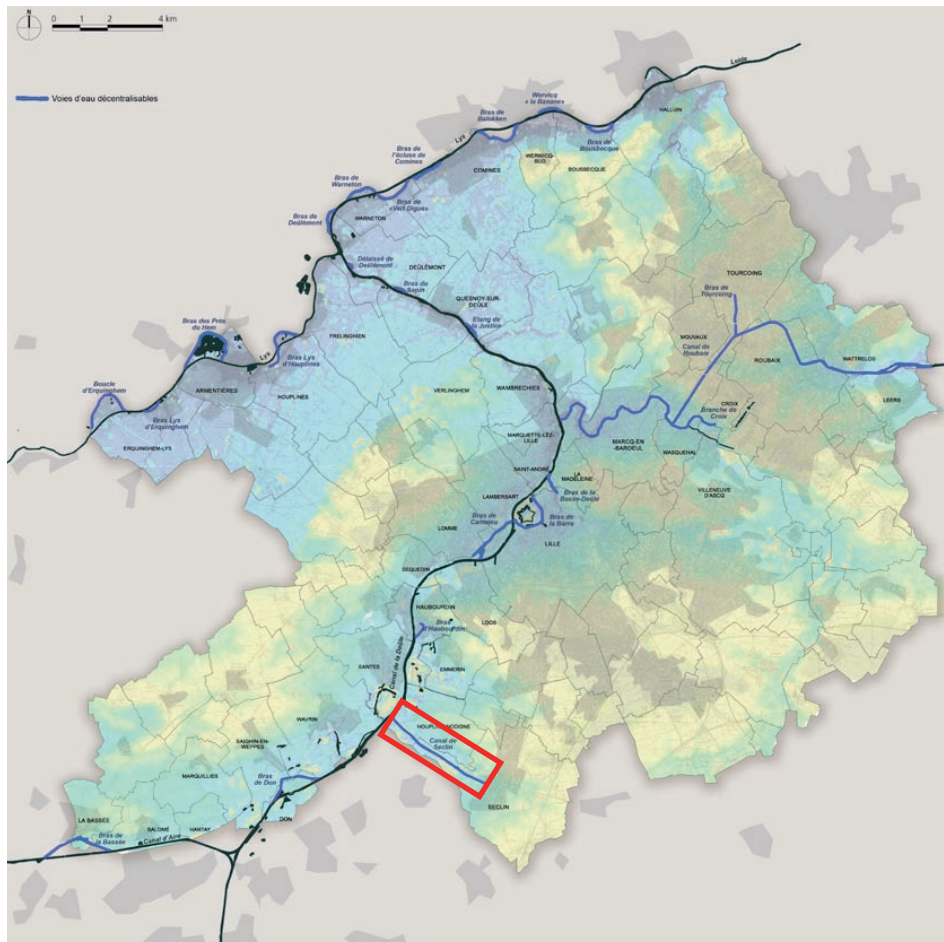 N
0 1 2 4 km
Voies d'eau décentralisables
Leide
HALLUIN
Wervicq
« la Banane»
Bras de
Balokken
Lys
Bras de
Bousbecque
Bras de
l'écluse de
Comines
WERVICQ-
SUD
BOUSBECQUE
COMINES
Bras de
Warneton
Bras de
«Vert Digue»
Bras de
Deûlémont
WARNETON
Délaissé de
Deûlémont
DEÛLÉMONT
TOURCOING
Bras de
Tourcoing
Bras du
Sapin
QUESNOY-SUR-
DEÛLE
Etang de
la Justice
Bras des Prés
du Hem
FRELINGHIEN
MOUVAUX
Canal de
Roubaix
Lys
Bras Lys
d'Houplines
ROUBAIX
WATTRELOS
Boucle
d'Erquinghem
ARMENTIÈRES
HOUPLINES
VERLINGHEM
WAMBRECHIES
CROIX
Branche de
Croix
LEERS
Bras Lys
d'Erquinghem
ERQUINGHEM-LYS
MARQUETTE-LEZ-
LILLE
MARCQ-EN
-BAROEUL
WASQUEHAL
SAINT-ANDRÉ
LA
MADELEINE
VILLENEUVE
D'ASCQ
LAMBERSART
Bras de la
Basse-Deûle
Bras de
Canteleu
Bras de
la Barre
LOMME
LILLE
SEQUEDIN
HAUBOURDIN
Bras
d'Haubourdin
LOOS
Canal de la Deûle
SANTES
EMMERIN
WAVRIN
HOUPLIN-ANCOISNE
Canal de
Seclin
SAIGHIN-EN-
WEPPES
MARQUILLIES
Bras
de Don
SECLIN
LA BASSÉE
SALOMÉ
HANTAY
DON
Bras de
la Bassée
Canal d'Aire